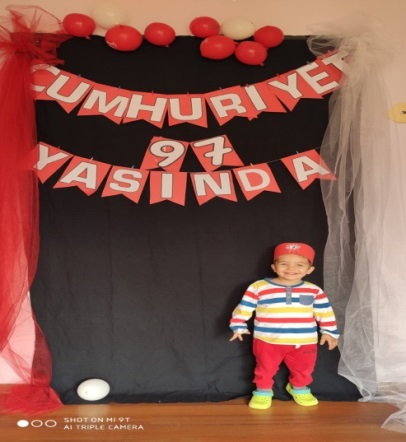 CUMHURİYET
97
YAŞINDA
SHOT ON MI 9T
AI TRIPLE CAMERA